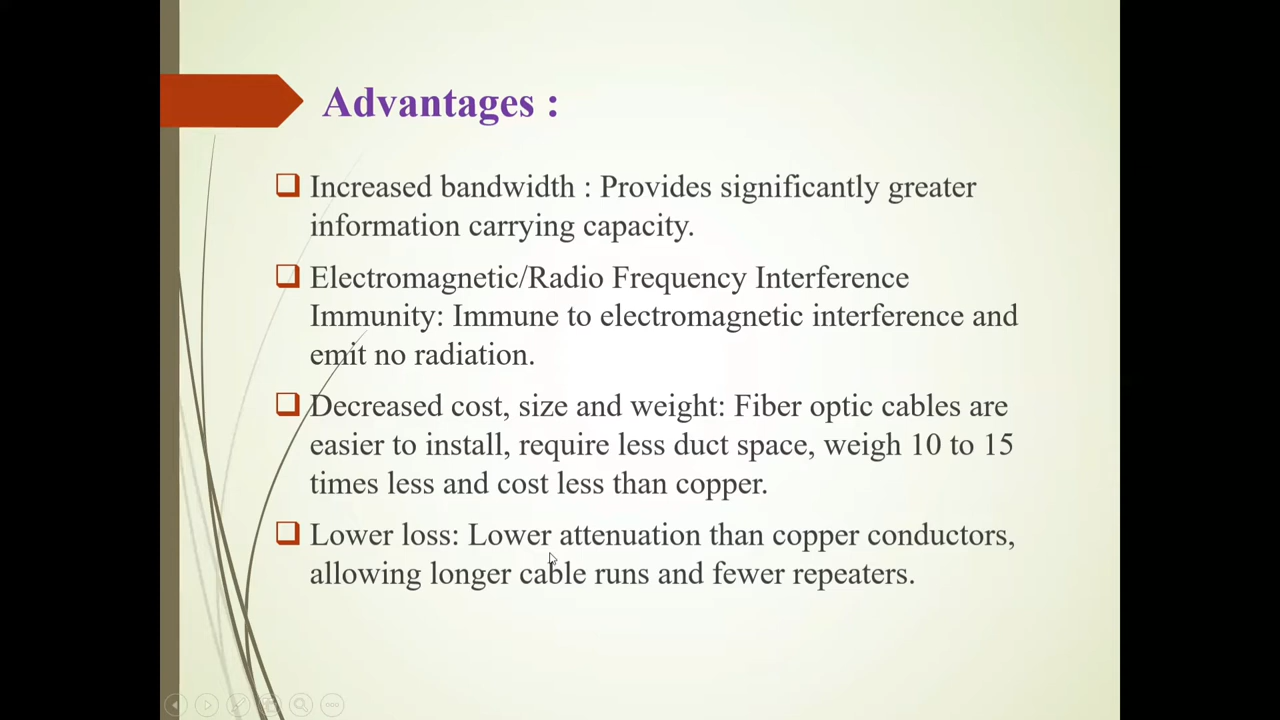 Advantages :
Increased bandwidth : Provides significantly greater
information carrying capacity.
Electromagnetic/Radio Frequency Interference
Immunity: Immune to electromagnetic interference and
emit no radiation.
Decreased cost, size and weight: Fiber optic cables are
easier to install, require less duct space, weigh 10 to 15
times less and cost less than copper.
Lower loss: Lower attenuation than copper conductors,
allowing longer cable runs and fewer repeaters.